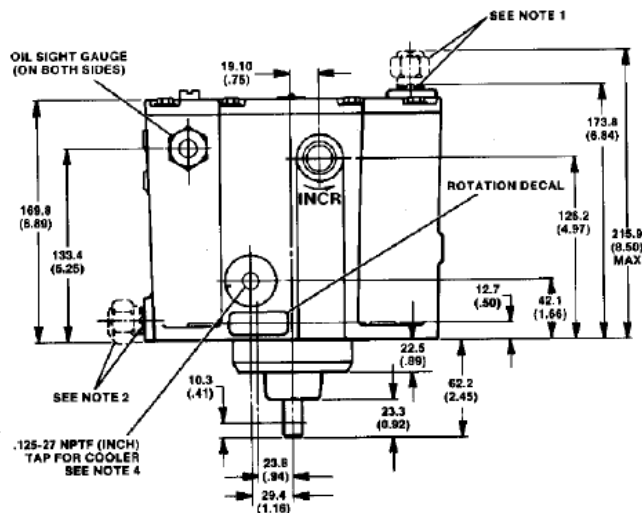 SEE NOTE 1
OIL SIGHT GAUGE
(ON BOTH SIDES)
19.10
(.75)
173.8
(6.84)
ROTATION DECAL
INCR
169.8
(6.69)
133.4
(5.25)
126.2
(4.97)
215.9
(8.50)
MAX
12.7
(.50)
42.1
(1.66)
22.5
(.89)
62.2
(2.45)
10.3
(.41)
SEE NOTE 2
23.3
(0.92)
.125-27 NPTF (INCH)
TAP FOR COOLER
SEE NOTE 4
23.8
(.94)
29.4
(1.16)